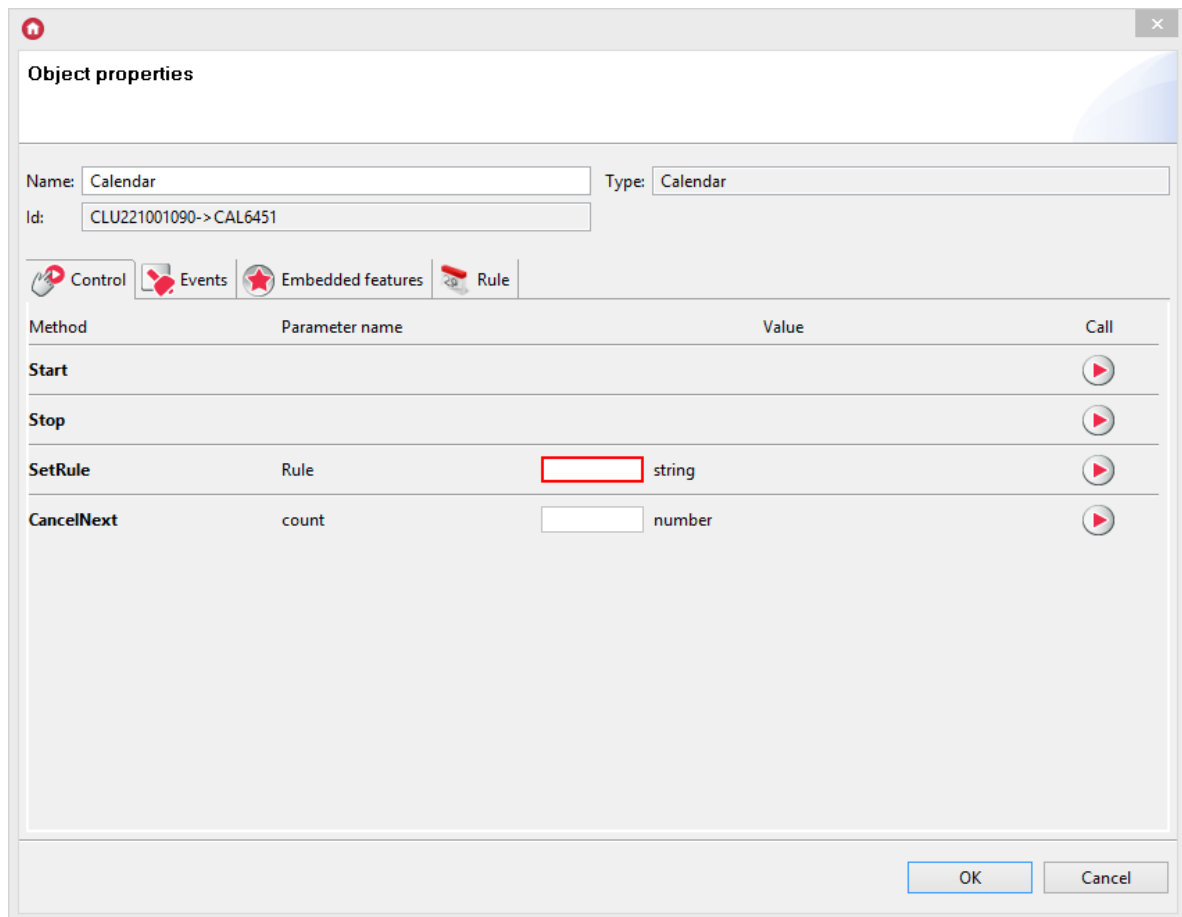 Object properties
Name: Calendar Type: Calendar
Id: CLU221001090->CAL6451
Control Events Embedded features Rule
Method Parameter name Value Call
Start
Stop
SetRule Rule string
CancelNext count number
OK Cancel